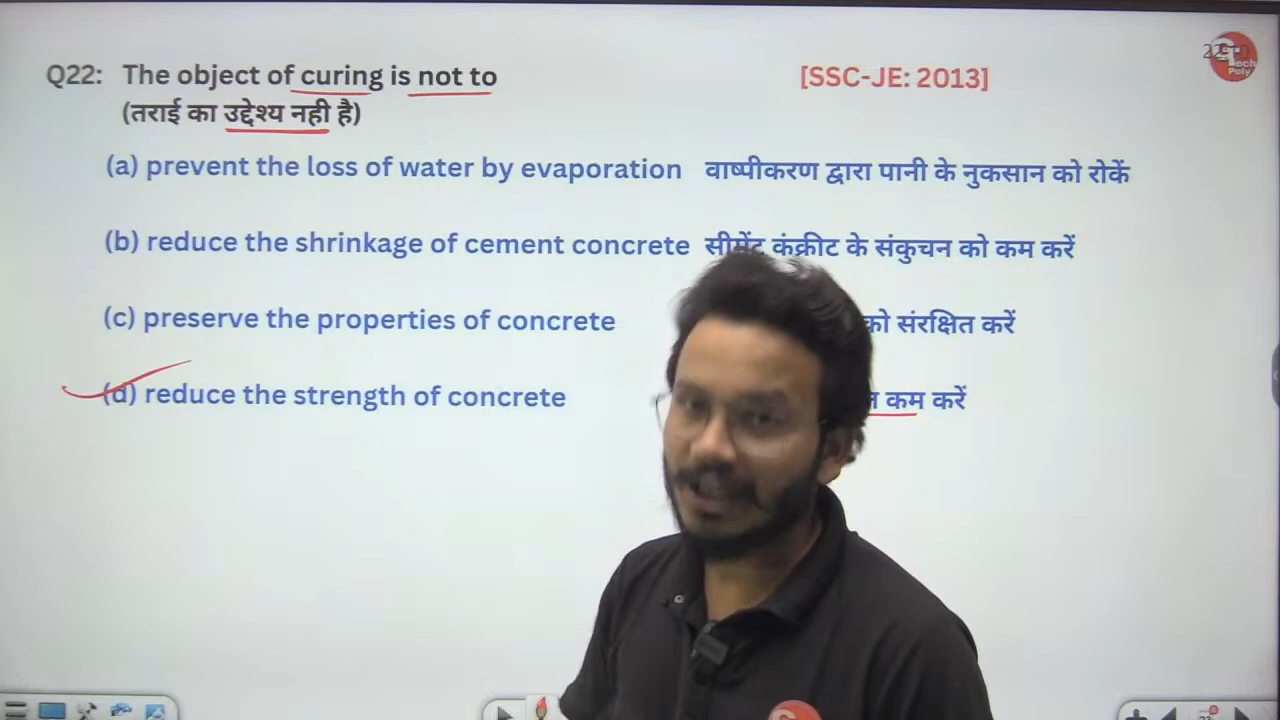 Q22: The object of curing is not to [SSC-JE: 2013]
(तराई का उद्देश्य नही है)
(a) prevent the loss of water by evaporation वाष्पीकरण द्वारा पानी के नुकसान को रोकें
(b) reduce the shrinkage of cement concrete सीमेंट कंक्रीट के संकुचन को कम करें
(c) preserve the properties of concrete को संरक्षित करें
(d) reduce the strength of concrete कम करें
Tech
Poly